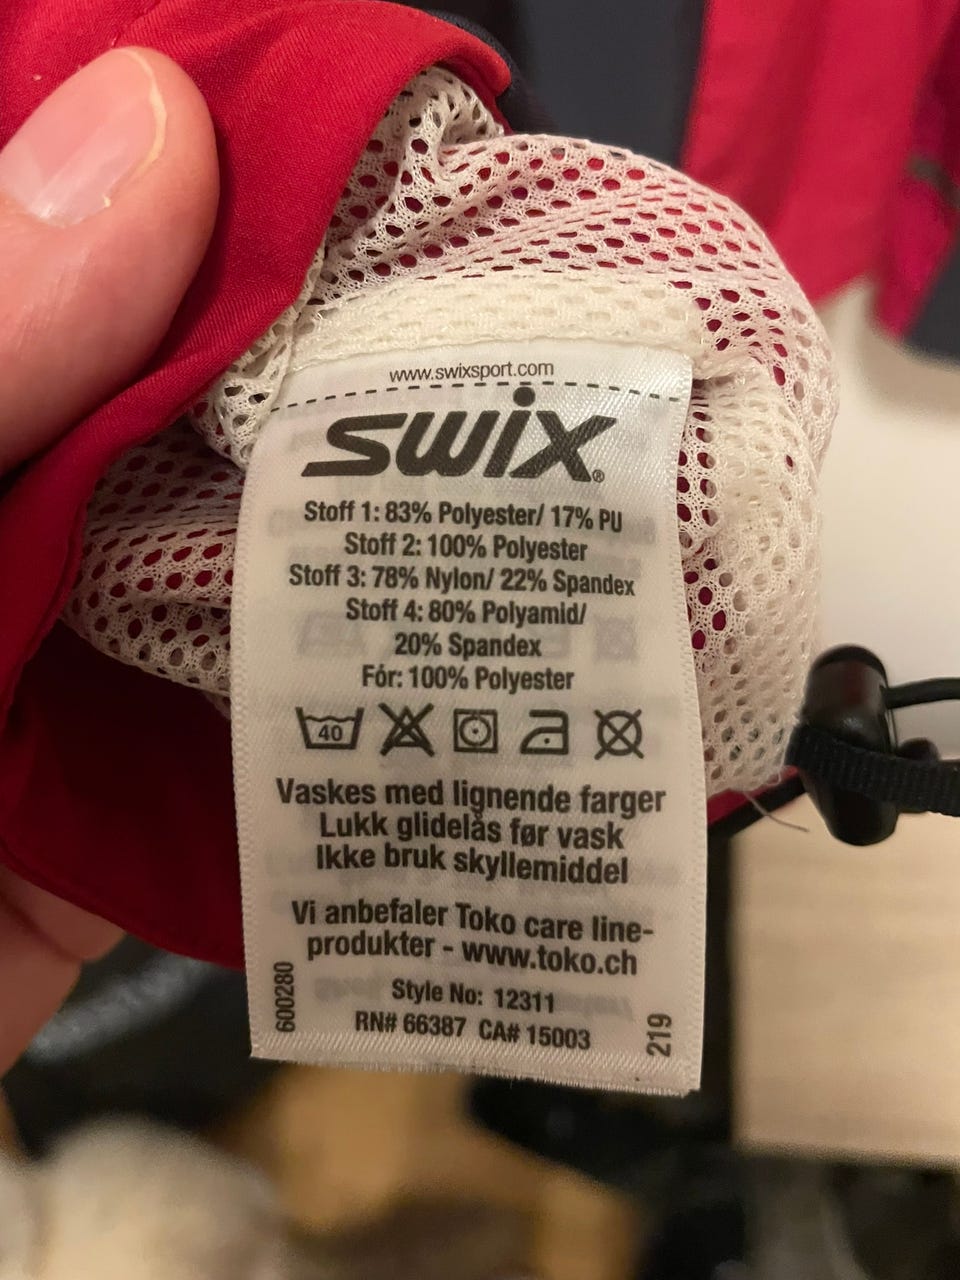 www.swixsport.com
swix®
Stoff 1: 83% Polyester/ 17% PU
Stoff 2: 100% Polyester
Stoff 3: 78% Nylon/ 22% Spandex
Stoff 4: 80% Polyamid/
20% Spandex
Fór: 100% Polyester
40
Vaskes med lignende farger
Lukk glidelås før vask
Ikke bruk skyllemiddel
Vi anbefaler Toko care line-
produkter - www.toko.ch
Style No: 12311
RN# 66387 CA# 15003
600280
219